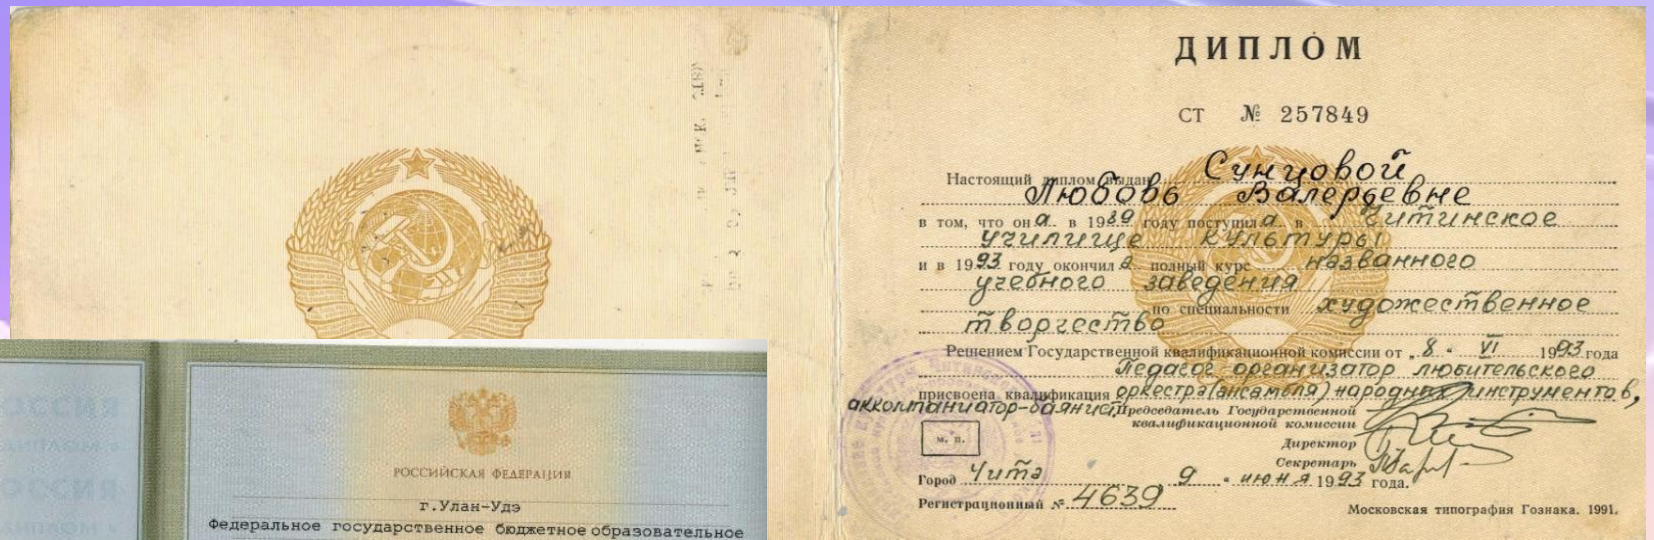 ДИПЛОМ
СТ № 257849
Настоящий диплом выдан Сунцовой
Любовь Валерьевне
в том, что она в 1989 году поступила в Читинское
училище культуры
и в 1993 году окончила полный курс названного
учебного заведения
по специальности художественное
творчество
Решением Государственной квалификационной комиссии от „8" VI 1993 года
Педагог организатор любительского
присвоена квалификация оркестра (ансамбля) народных инструментов,
аккомпаниатор-баянист
Председатель Государственной
квалификационной комиссии
М. П.
Директор
Секретарь
Город Чита 9 " июня 1993 года.
Регистрационный № 4639
Московская типография Гознака. 1991.
РОССИЙСКАЯ ФЕДЕРАЦИЯ
г.Улан-Удэ
Федеральное государственное бюджетное образовательное